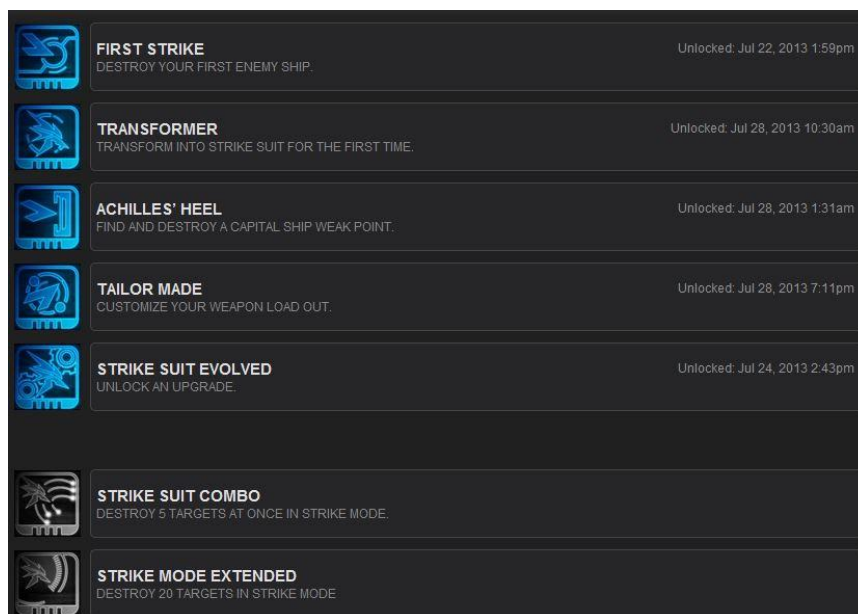 FIRST STRIKE
Unlocked: Jul 22, 2013 1:59pm
DESTROY YOUR FIRST ENEMY SHIP.
TRANSFORMER
Unlocked: Jul 28, 2013 10:30am
TRANSFORM INTO STRIKE SUIT FOR THE FIRST TIME.
ACHILLES' HEEL
Unlocked: Jul 28, 2013 1:31am
FIND AND DESTROY A CAPITAL SHIP WEAK POINT.
TAILOR MADE
Unlocked: Jul 28, 2013 7:11pm
CUSTOMIZE YOUR WEAPON LOAD OUT.
STRIKE SUIT EVOLVED
Unlocked: Jul 24, 2013 2:43pm
UNLOCK AN UPGRADE.
STRIKE SUIT COMBO
DESTROY 5 TARGETS AT ONCE IN STRIKE MODE.
STRIKE MODE EXTENDED
DESTROY 20 TARGETS IN STRIKE MODE